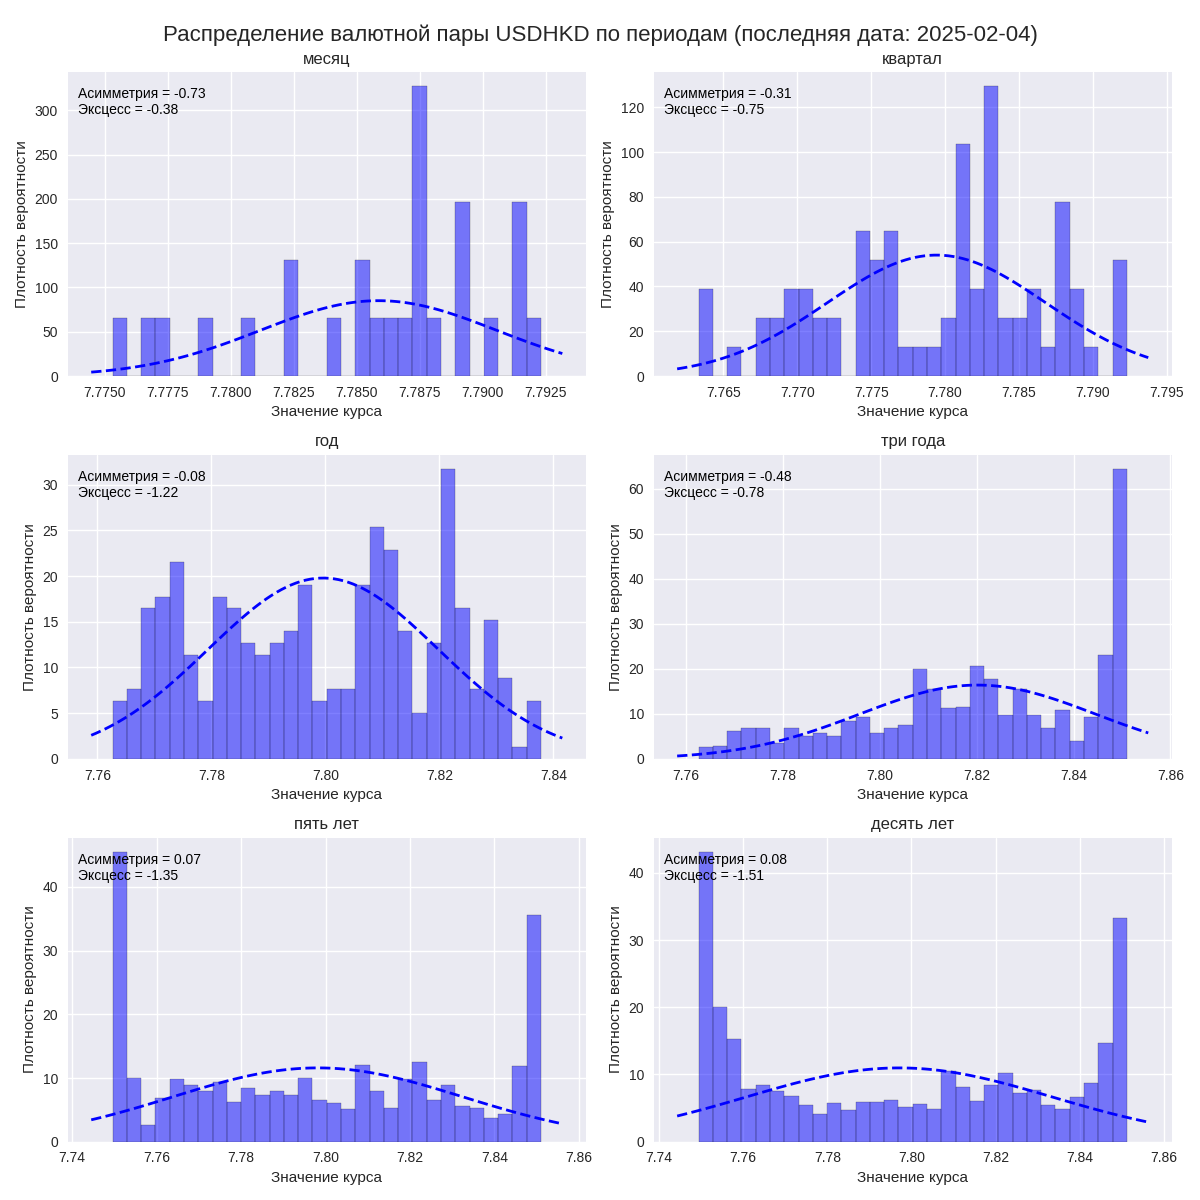 Распределение валютной пары USDHKD по периодам (последняя дата: 2025-02-04)
месяц
Асимметрия = -0.73
Эксцесс = -0.38
Плотность вероятности
300
250
200
150
100
50
0
7.7750 7.7775 7.7800 7.7825 7.7850 7.7875 7.7900 7.7925
Значение курса
квартал
Асимметрия = -0.31
Эксцесс = -0.75
Плотность вероятности
120
100
80
60
40
20
0
7.765 7.770 7.775 7.780 7.785 7.790 7.795
Значение курса
год
Асимметрия = -0.08
Эксцесс = -1.22
Плотность вероятности
30
25
20
15
10
5
0
7.76 7.78 7.80 7.82 7.84
Значение курса
три года
Асимметрия = -0.48
Эксцесс = -0.78
Плотность вероятности
60
50
40
30
20
10
0
7.76 7.78 7.80 7.82 7.84 7.86
Значение курса
пять лет
Асимметрия = 0.07
Эксцесс = -1.35
Плотность вероятности
40
30
20
10
0
7.74 7.76 7.78 7.80 7.82 7.84 7.86
Значение курса
десять лет
Асимметрия = 0.08
Эксцесс = -1.51
Плотность вероятности
40
30
20
10
0
7.74 7.76 7.78 7.80 7.82 7.84 7.86
Значение курса